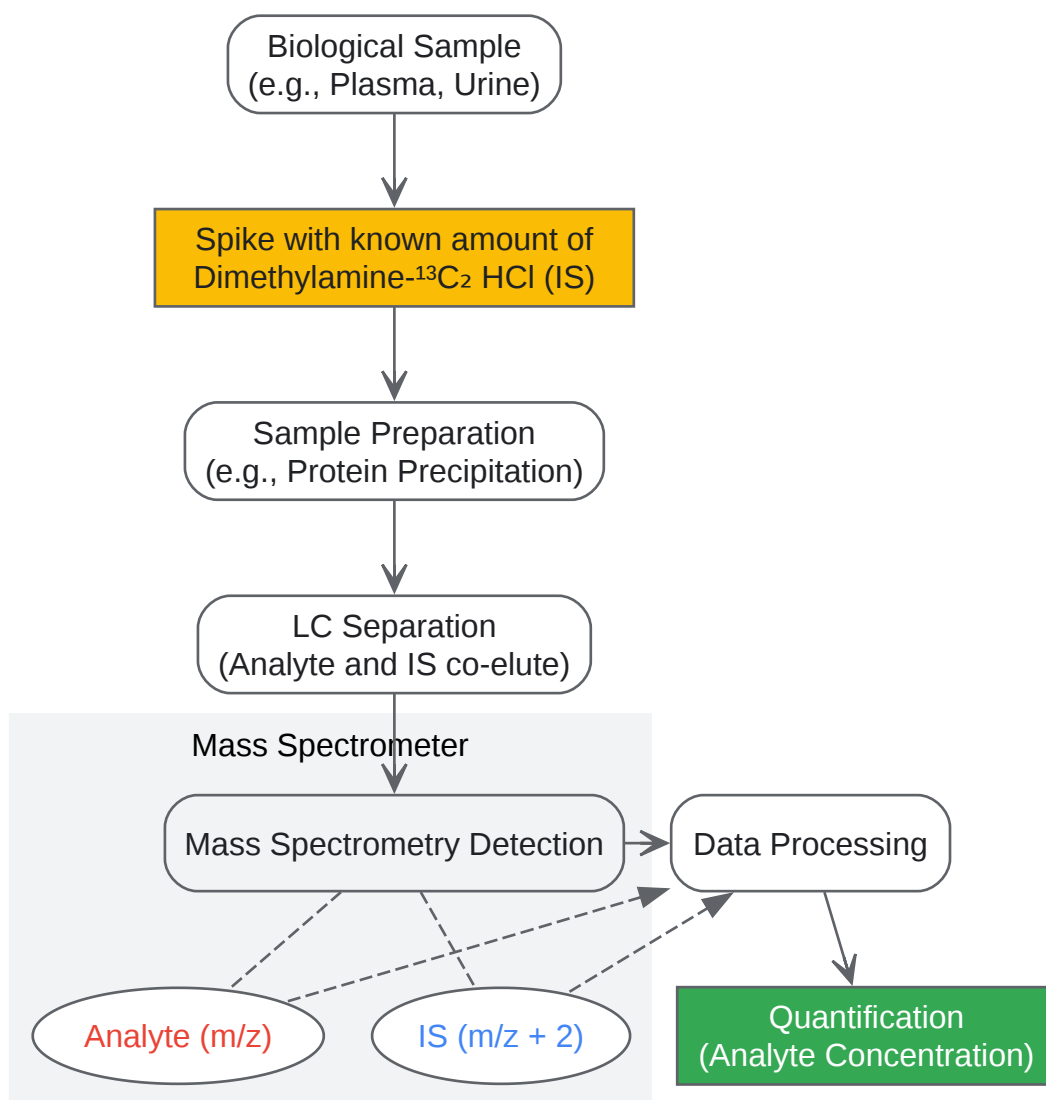 Biological Sample
(e.g., Plasma, Urine)
Spike with known amount of
Dimethylamine-¹³C₂ HCl (IS)
Sample Preparation
(e.g., Protein Precipitation)
LC Separation
(Analyte and IS co-elute)
Mass Spectrometer
Mass Spectrometry Detection
Data Processing
Analyte (m/z)
IS (m/z + 2)
Quantification
(Analyte Concentration)